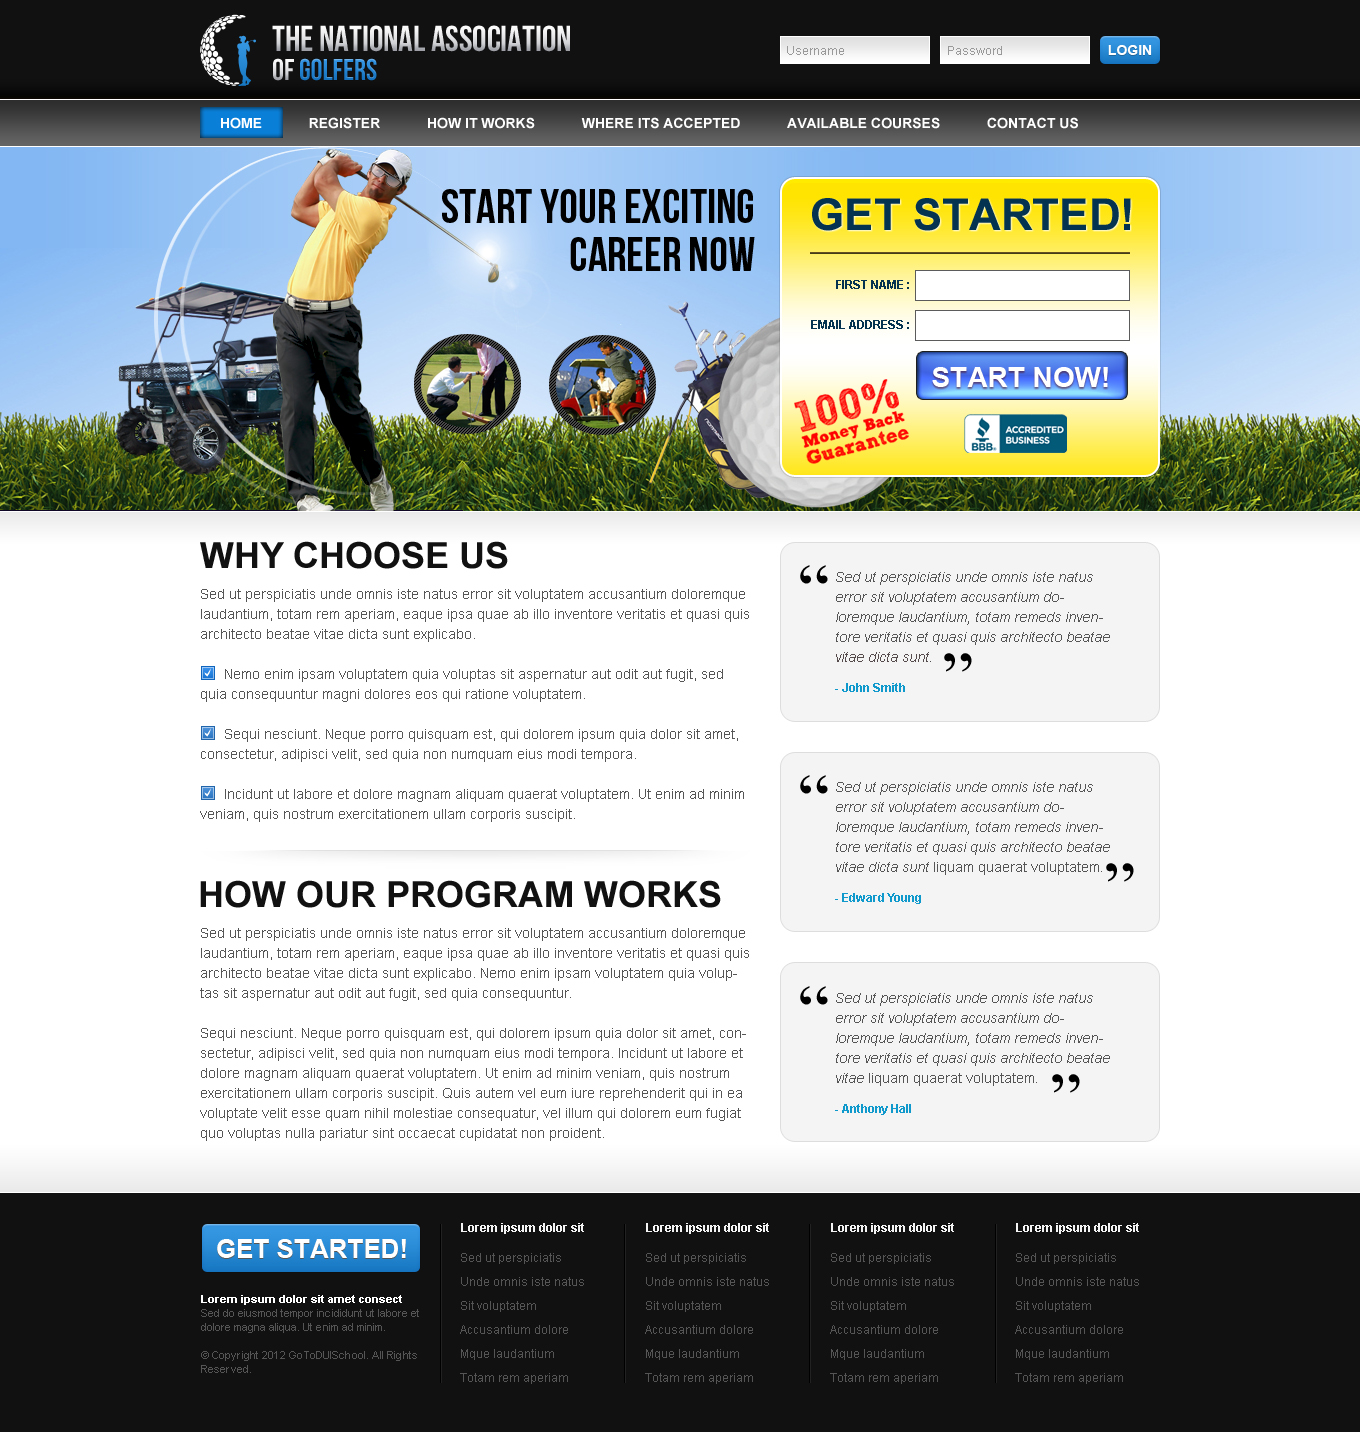 THE NATIONAL ASSOCIATION
OF GOLFERS
Username
Password
LOGIN
HOME
REGISTER
HOW IT WORKS
WHERE ITS ACCEPTED
AVAILABLE COURSES
CONTACT US
START YOUR EXCITING
CAREER NOW
GET STARTED!
FIRST NAME :
EMAIL ADDRESS :
START NOW!
100%
Money Back
Guarantee
BBB.
ACCREDITED
BUSINESS
WHY CHOOSE US
Sed ut perspiciatis unde omnis iste natus error sit voluptatem accusantium doloremque
laudantium, totam rem aperiam, eaque ipsa quae ab illo inventore veritatis et quasi quis
architecto beatae vitae dicta sunt explicabo.
Nemo enim ipsam voluptatem quia voluptas sit aspernatur aut odit aut fugit, sed
quia consequuntur magni dolores eos qui ratione voluptatem.
Sequi nesciunt. Neque porro quisquam est, qui dolorem ipsum quia dolor sit amet,
consectetur, adipisci velit, sed quia non numquam eius modi tempora.
Incidunt ut labore et dolore magnam aliquam quaerat voluptatem. Ut enim ad minim
veniam, quis nostrum exercitationem ullam corporis suscipit.
HOW OUR PROGRAM WORKS
Sed ut perspiciatis unde omnis iste natus error sit voluptatem accusantium doloremque
laudantium, totam rem aperiam, eaque ipsa quae ab illo inventore veritatis et quasi quis
architecto beatae vitae dicta sunt explicabo. Nemo enim ipsam voluptatem quia volup-
tas sit aspernatur aut odit aut fugit, sed quia consequuntur.
Sequi nesciunt. Neque porro quisquam est, qui dolorem ipsum quia dolor sit amet, con-
sectetur, adipisci velit, sed quia non numquam eius modi tempora. Incidunt ut labore et
dolore magnam aliquam quaerat voluptatem. Ut enim ad minim veniam, quis nostrum
exercitationem ullam corporis suscipit. Quis autem vel eum iure reprehenderit qui in ea
voluptate velit esse quam nihil molestiae consequatur, vel illum qui dolorem eum fugiat
quo voluptas nulla pariatur sint occaecat cupidatat non proident.
“ Sed ut perspiciatis unde omnis iste natus
error sit voluptatem accusantium do-
loremque laudantium, totam remeds inven-
tore veritatis et quasi quis architecto beatae
vitae dicta sunt. ”
- John Smith
“ Sed ut perspiciatis unde omnis iste natus
error sit voluptatem accusantium do-
loremque laudantium, totam remeds inven-
tore veritatis et quasi quis architecto beatae
vitae dicta sunt liquam quaerat voluptatem. ”
- Edward Young
“ Sed ut perspiciatis unde omnis iste natus
error sit voluptatem accusantium do-
loremque laudantium, totam remeds inven-
tore veritatis et quasi quis architecto beatae
vitae liquam quaerat voluptatem. ”
- Anthony Hall
GET STARTED!
Lorem ipsum dolor sit amet consect
Sed do eiusmod tempor incididunt ut labore et
dolore magna aliqua. Ut enim ad minim.
© Copyright 2012 GoToDUISchool. All Rights
Reserved.
Lorem ipsum dolor sit
Sed ut perspiciatis
Unde omnis iste natus
Sit voluptatem
Accusantium dolore
Mque laudantium
Totam rem aperiam
Lorem ipsum dolor sit
Sed ut perspiciatis
Unde omnis iste natus
Sit voluptatem
Accusantium dolore
Mque laudantium
Totam rem aperiam
Lorem ipsum dolor sit
Sed ut perspiciatis
Unde omnis iste natus
Sit voluptatem
Accusantium dolore
Mque laudantium
Totam rem aperiam
Lorem ipsum dolor sit
Sed ut perspiciatis
Unde omnis iste natus
Sit voluptatem
Accusantium dolore
Mque laudantium
Totam rem aperiam